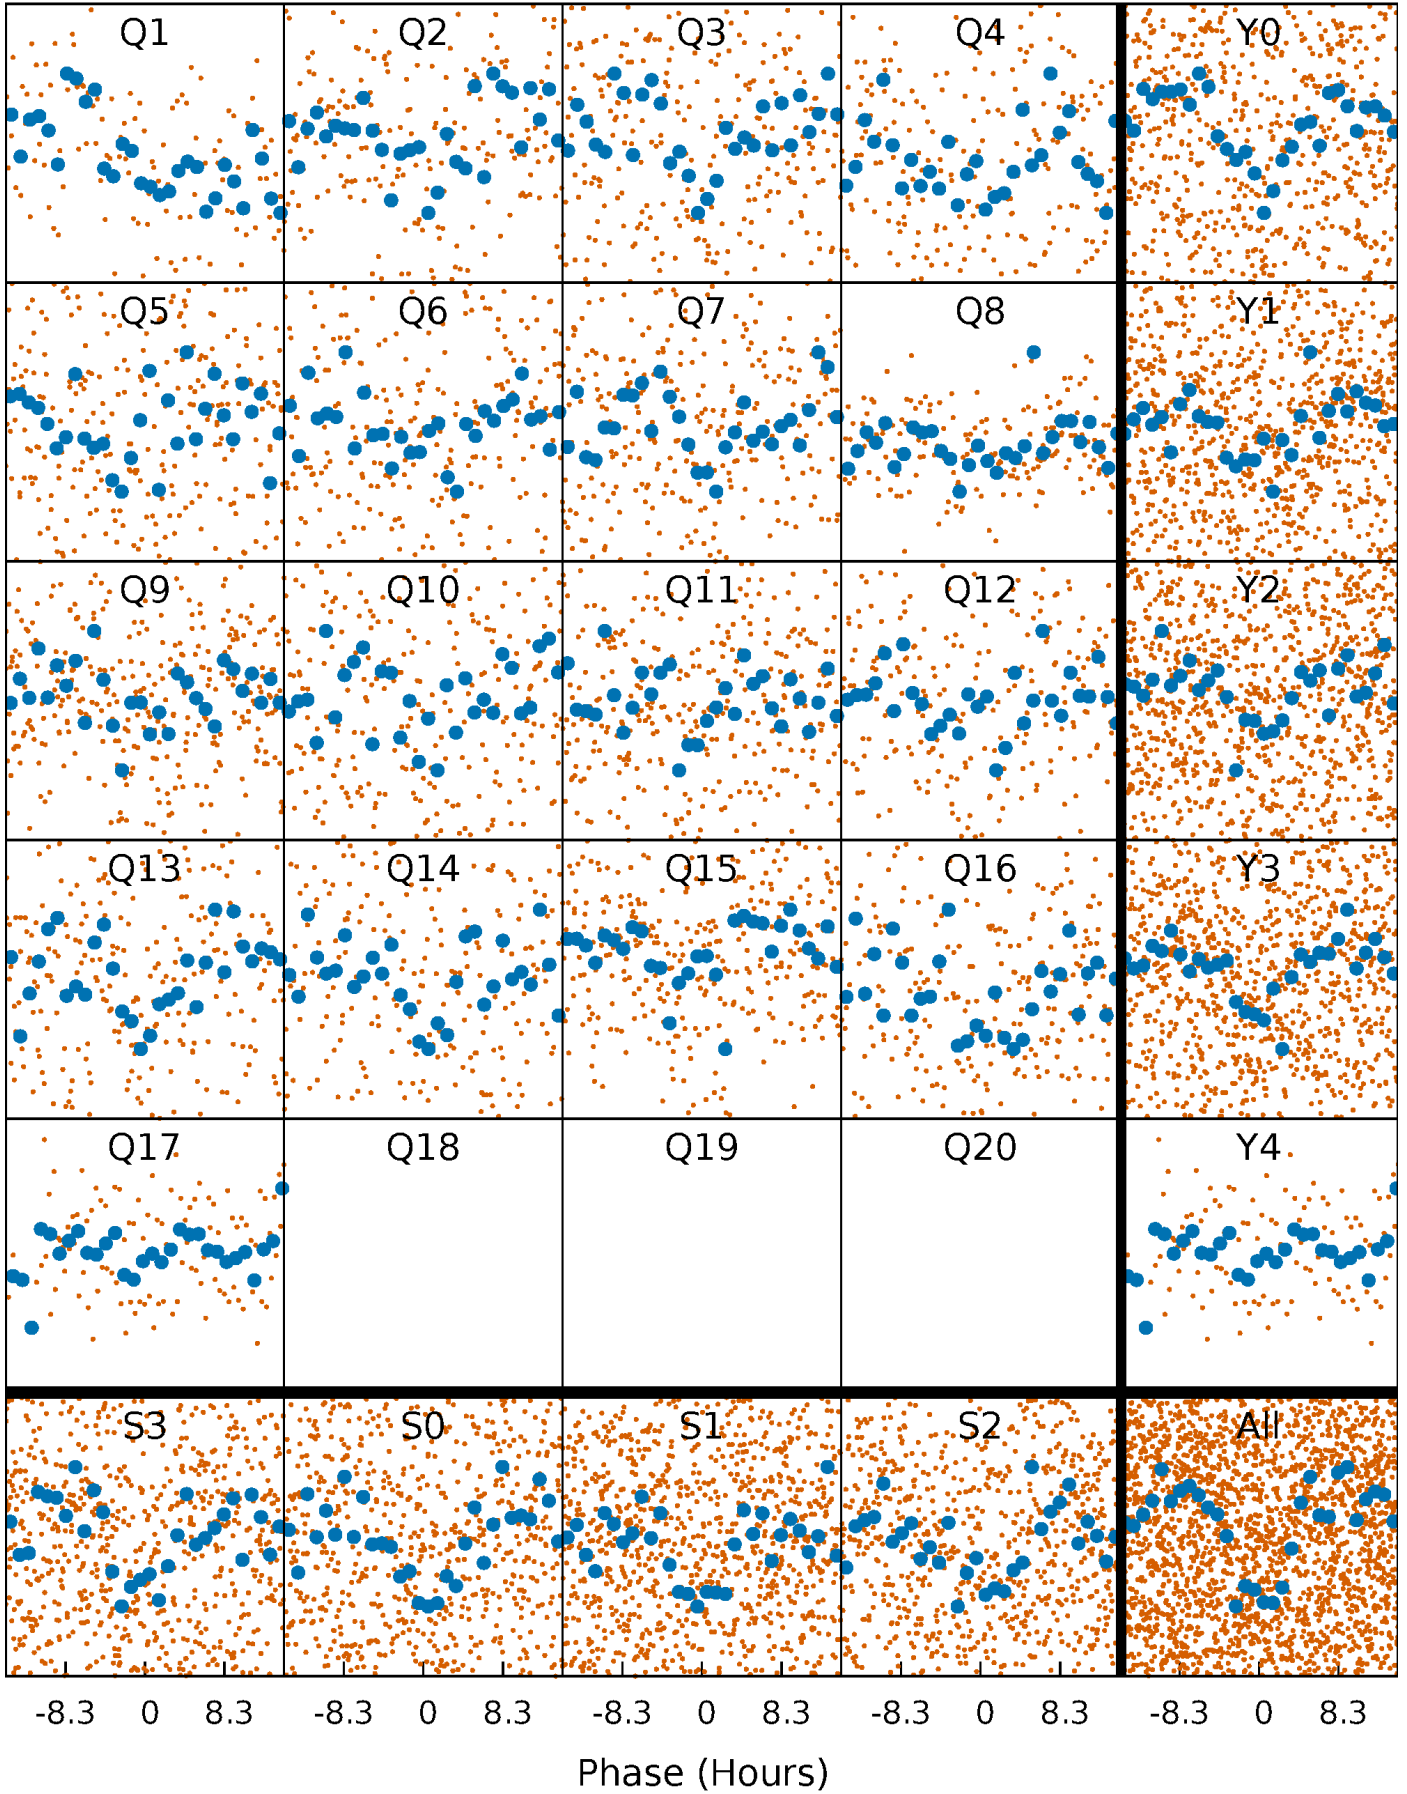 Q1 Q2 Q3 Q4 Y0
Q5 Q6 Q7 Q8 Y1
Q9 Q10 Q11 Q12 Y2
Q13 Q14 Q15 Q16 Y3
Q17 Q18 Q19 Q20 Y4
S3 S0 S1 S2 All
-8.3 0 8.3 -8.3 0 8.3 -8.3 0 8.3 -8.3 0 8.3 -8.3 0 8.3
Phase (Hours)